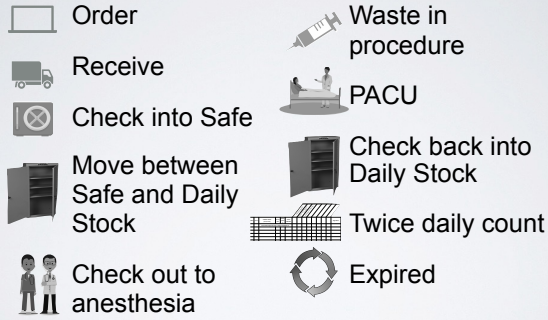 Order
Receive
Check into Safe
Move between
Safe and Daily
Stock
Check out to
anesthesia
Waste in
procedure
PACU
Check back into
Daily Stock
Twice daily count
Expired